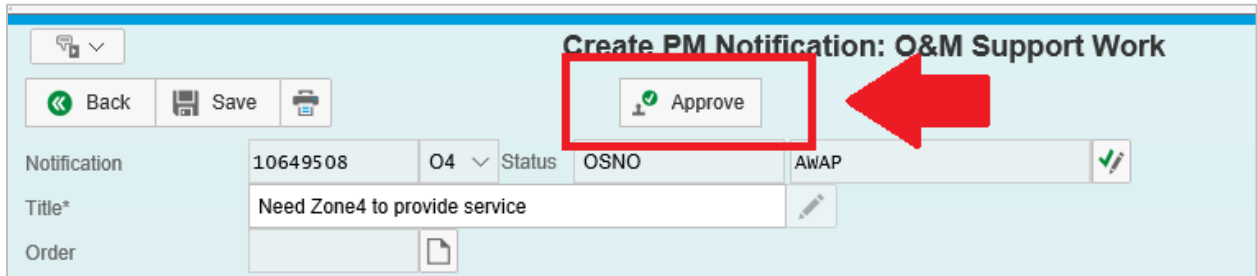 Create PM Notification: O&M Support Work
Back Save Approve
Notification 10649508 O4 Status OSNO AWAP
Title* Need Zone4 to provide service
Order